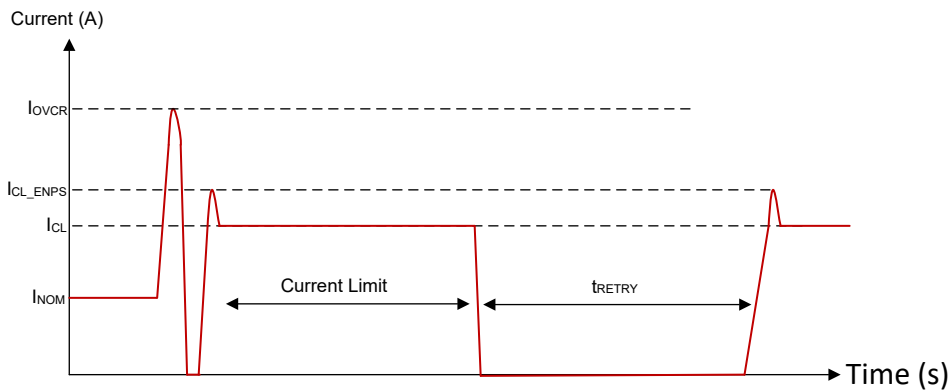 Current (A)
IOVCR
ICL_ENPS
ICL
INOM
Current Limit
tRETRY
Time (s)